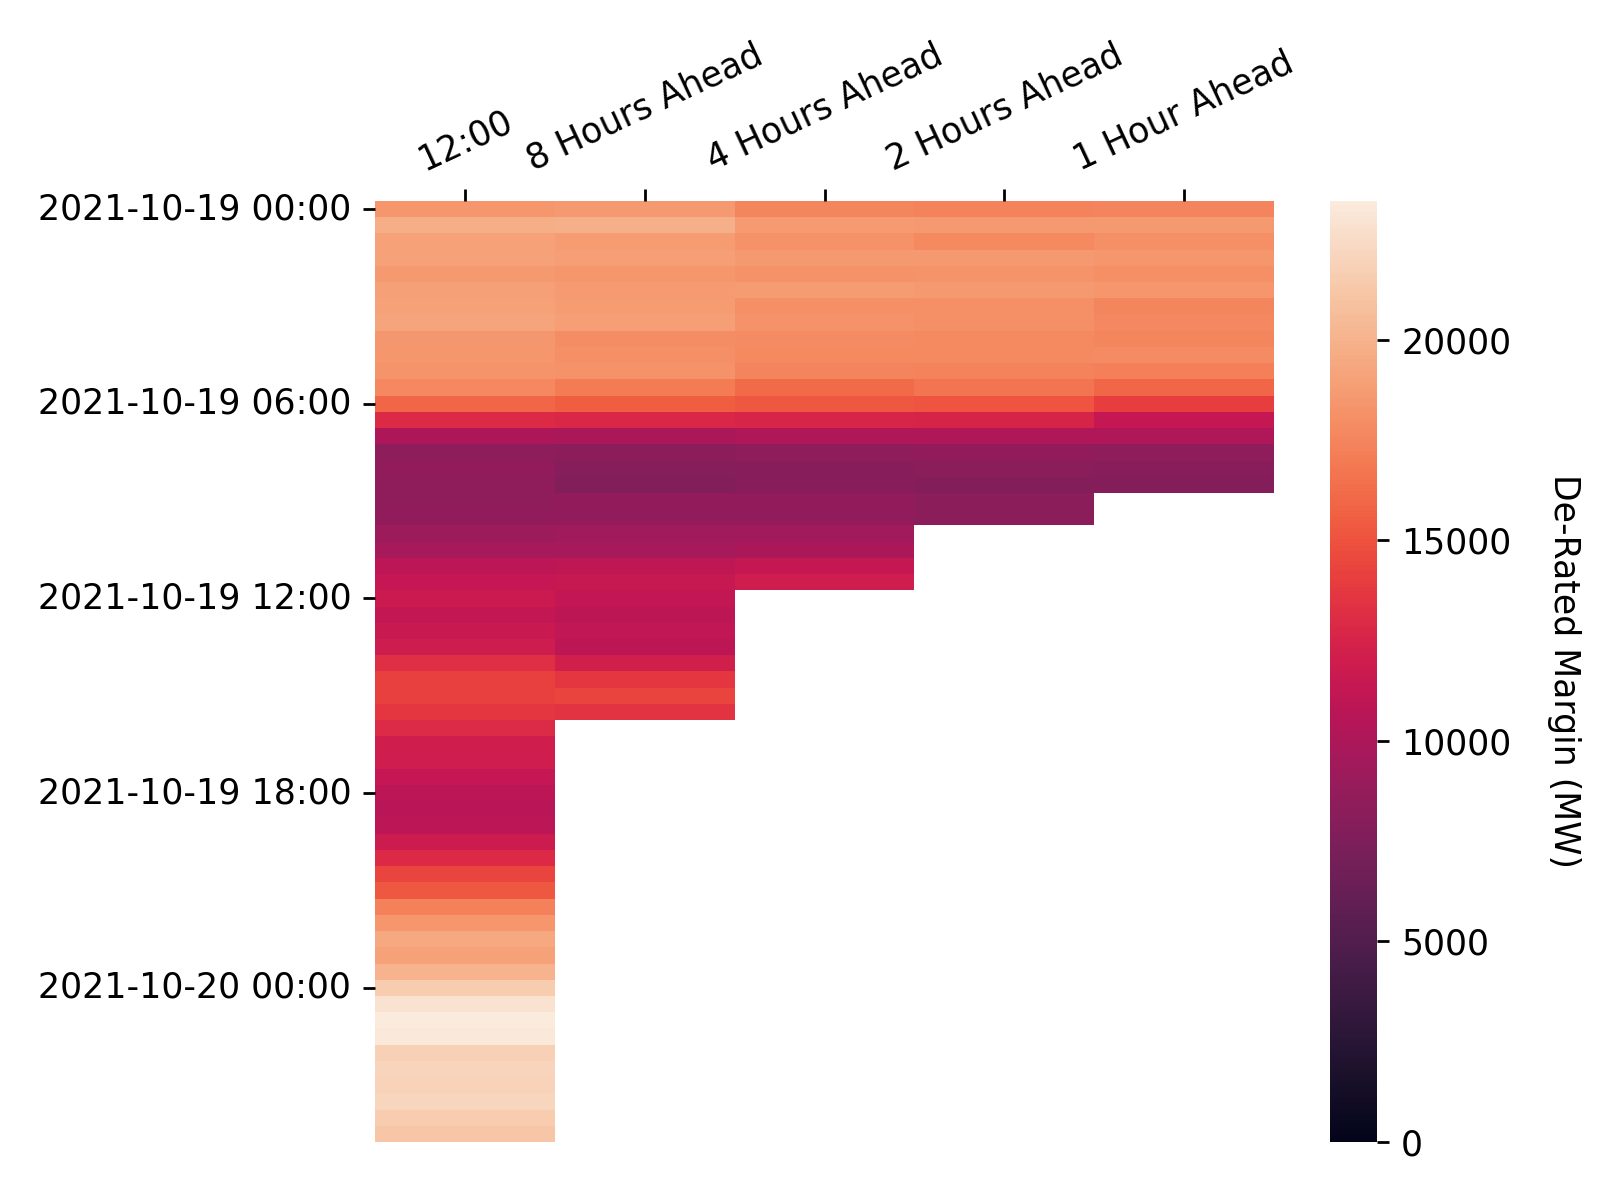 12:00
8 Hours Ahead
4 Hours Ahead
2 Hours Ahead
1 Hour Ahead
2021-10-19 00:00
2021-10-19 06:00
2021-10-19 12:00
2021-10-19 18:00
2021-10-20 00:00
20000
15000
10000
5000
0
De-Rated Margin (MW)